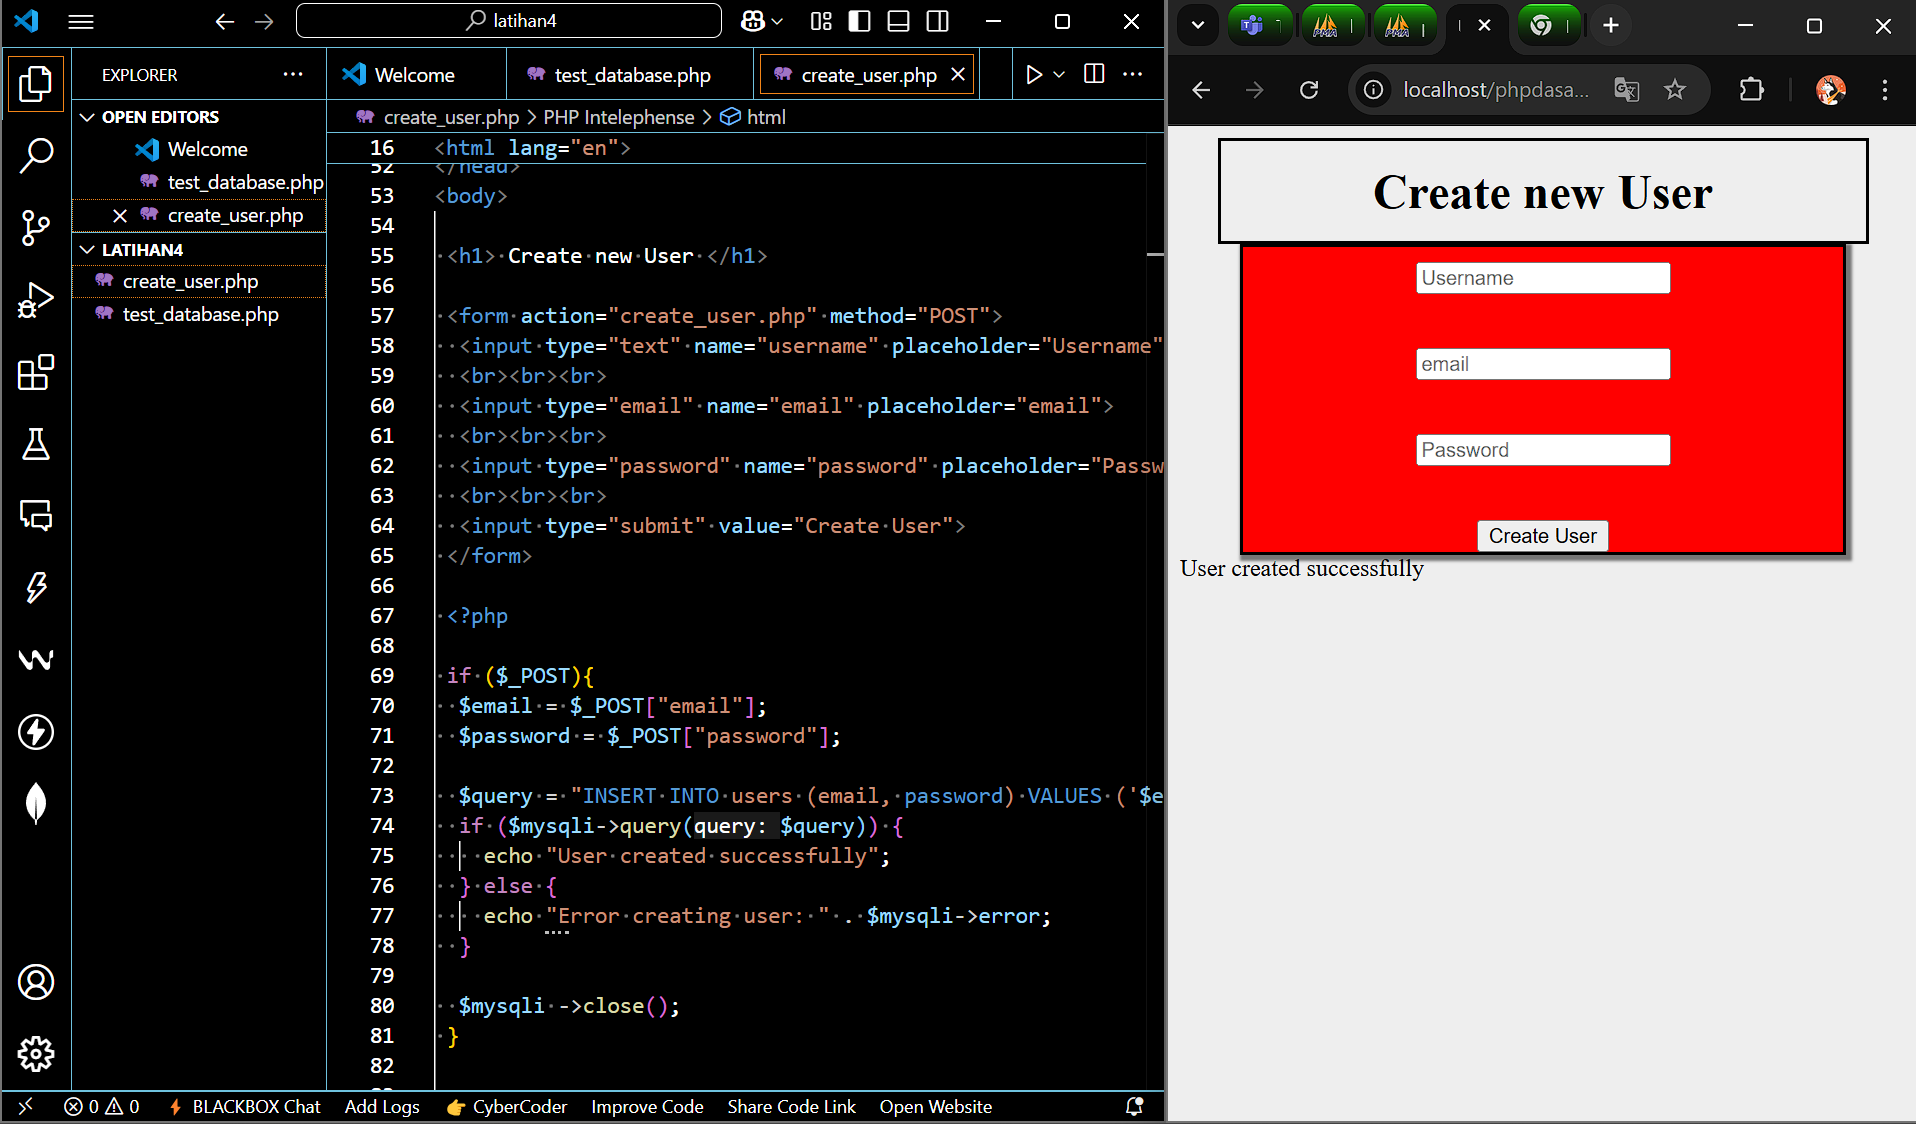 latihan4
EXPLORER
OPEN EDITORS
Welcome
test_database.php
create_user.php
LATIHAN4
create_user.php
test_database.php
Welcome
test_database.php
create_user.php
create_user.php > PHP Intelephense > html
16 <html lang="en">
52 </head>
53 <body>
54
55 <h1> Create new User </h1>
56
57 <form action="create_user.php" method="POST">
58 <input type="text" name="username" placeholder="Username"
59 <br><br><br>
60 <input type="email" name="email" placeholder="email">
61 <br><br><br>
62 <input type="password" name="password" placeholder="Passw
63 <br><br><br>
64 <input type="submit" value="Create User">
65 </form>
66
67 <?php
68
69 if ($_POST){
70 $email = $_POST["email"];
71 $password = $_POST["password"];
72
73 $query = "INSERT INTO users (email, password) VALUES ('$e
74 if ($mysqli->query(query: $query)) {
75 echo "User created successfully";
76 } else {
77 echo "Error creating user: " . $mysqli->error;
78 }
79
80 $mysqli ->close();
81 }
82
0 0
BLACKBOX Chat
Add Logs
CyberCoder
Improve Code
Share Code Link
Open Website
localhost/phpdasa...
Create new User
Username
email
Password
Create User
User created successfully